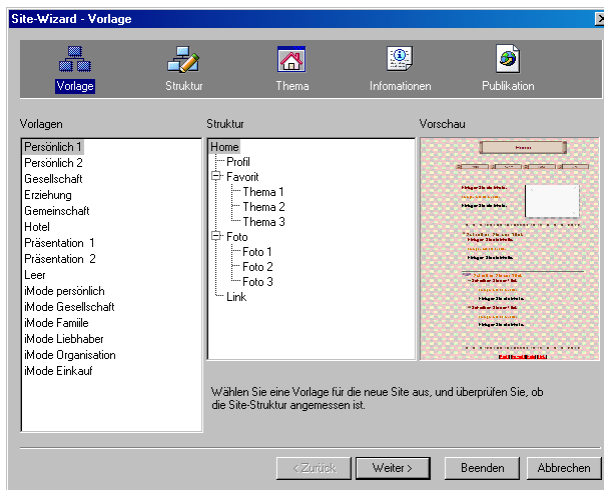 Site-Wizard - Vorlage
Vorlage
Struktur
Thema
Infomationen
Publikation
Vorlagen
Struktur
Vorschau
Persönlich 1
Persönlich 2
Gesellschaft
Erziehung
Gemeinschaft
Hotel
Präsentation 1
Präsentation 2
Leer
iMode persönlich
iMode Gesellschaft
iMode Famiile
iMode Liebhaber
iMode Organisation
iMode Einkauf
Home
Profil
Favorit
Thema 1
Thema 2
Thema 3
Foto
Foto 1
Foto 2
Foto 3
Link
Wählen Sie eine Vorlage für die neue Site aus, und überprüfen Sie, ob
die Site-Struktur angemessen ist.
< Zurück
Weiter >
Beenden
Abbrechen